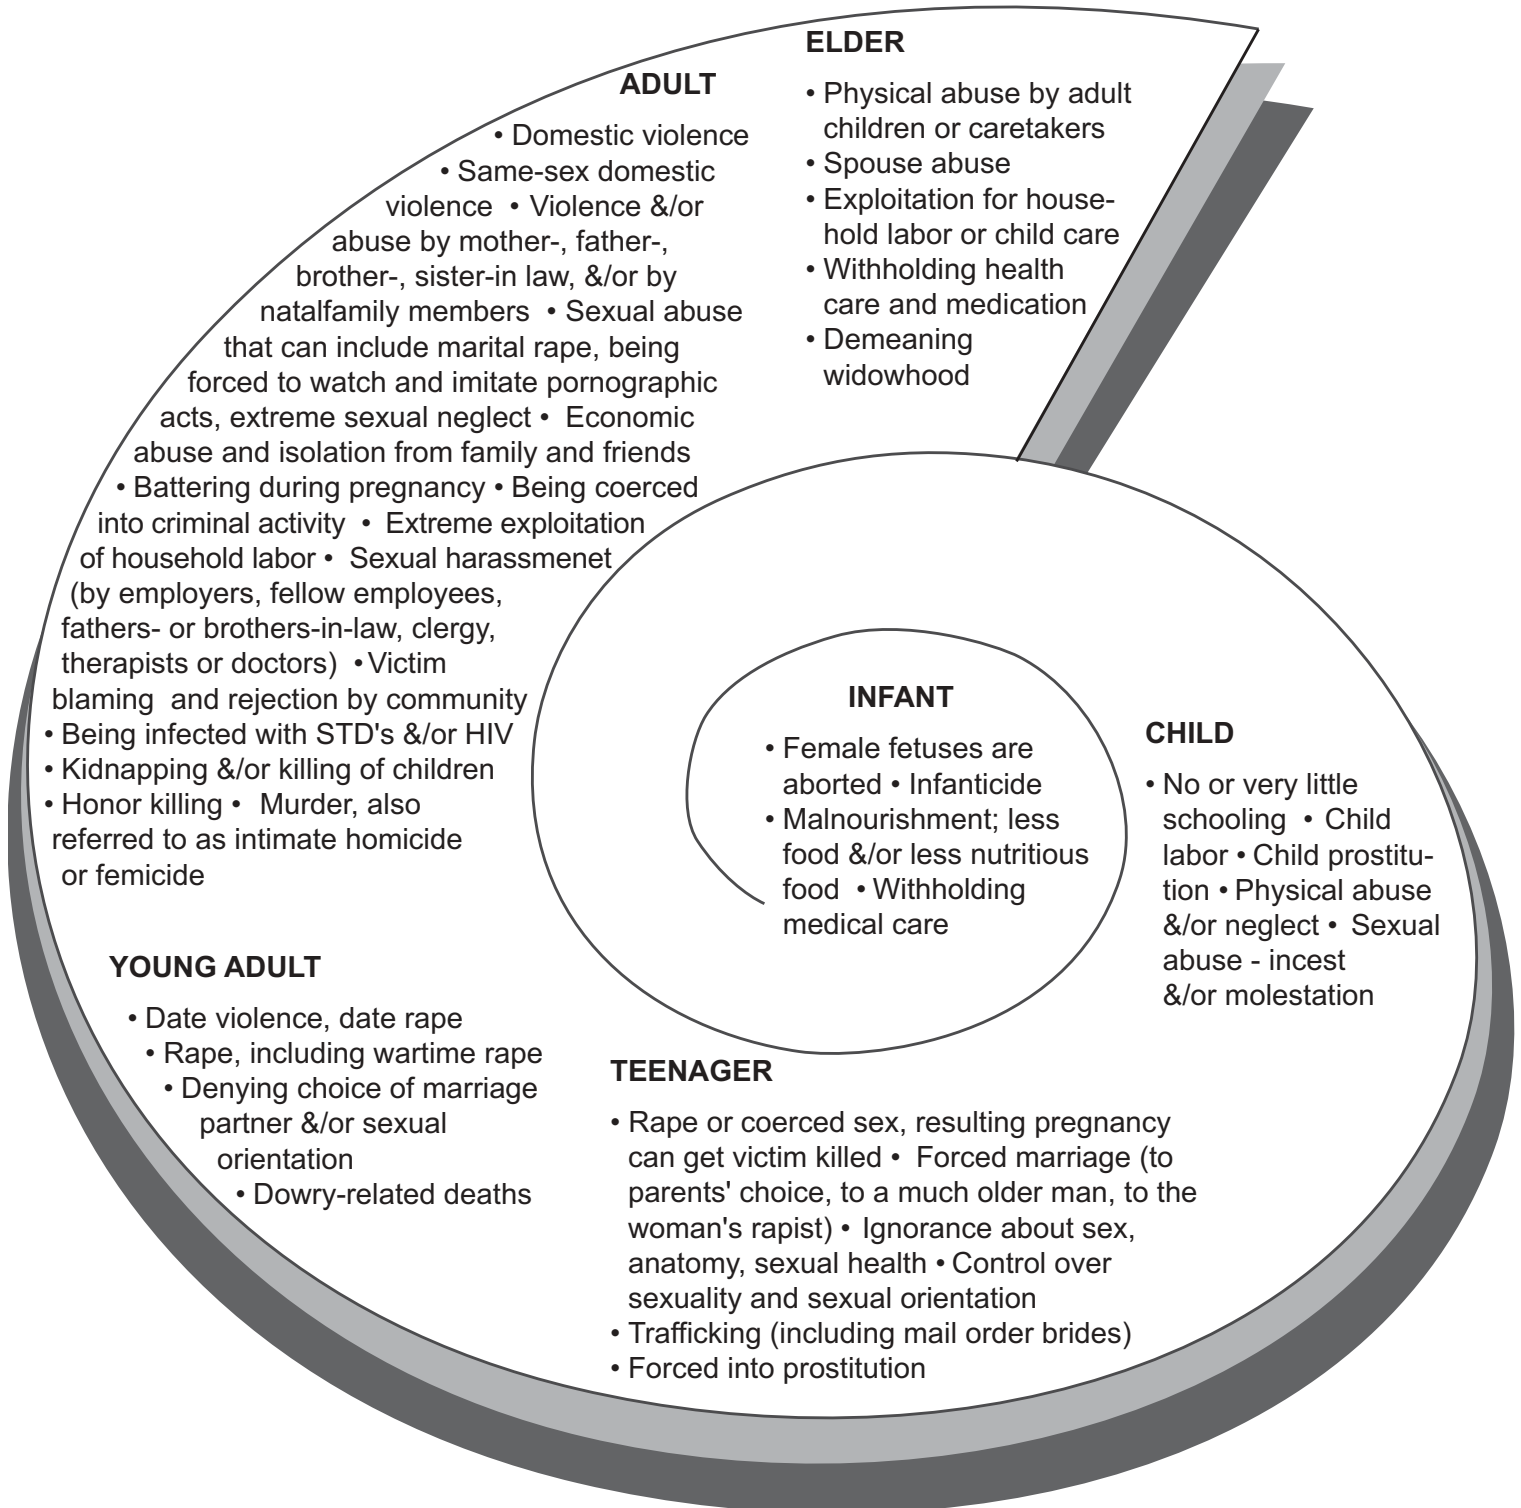 ELDER
• Physical abuse by adult
children or caretakers
• Spouse abuse
• Exploitation for house-
hold labor or child care
• Withholding health
care and medication
• Demeaning
widowhood
ADULT
• Domestic violence
• Same-sex domestic
violence • Violence &/or
abuse by mother-, father-,
brother-, sister-in law, &/or by
natalfamily members • Sexual abuse
that can include marital rape, being
forced to watch and imitate pornographic
acts, extreme sexual neglect • Economic
abuse and isolation from family and friends
• Battering during pregnancy • Being coerced
into criminal activity • Extreme exploitation
of household labor • Sexual harassmenet
(by employers, fellow employees,
fathers- or brothers-in-law, clergy,
therapists or doctors) • Victim
blaming and rejection by community
• Being infected with STD's &/or HIV
• Kidnapping &/or killing of children
• Honor killing • Murder, also
referred to as intimate homicide
or femicide
INFANT
• Female fetuses are
aborted • Infanticide
• Malnourishment; less
food &/or less nutritious
food • Withholding
medical care
CHILD
• No or very little
schooling • Child
labor • Child prostitu-
tion • Physical abuse
&/or neglect • Sexual
abuse - incest
&/or molestation
YOUNG ADULT
• Date violence, date rape
• Rape, including wartime rape
• Denying choice of marriage
partner &/or sexual
orientation
• Dowry-related deaths
TEENAGER
• Rape or coerced sex, resulting pregnancy
can get victim killed • Forced marriage (to
parents' choice, to a much older man, to the
woman's rapist) • Ignorance about sex,
anatomy, sexual health • Control over
sexuality and sexual orientation
• Trafficking (including mail order brides)
• Forced into prostitution